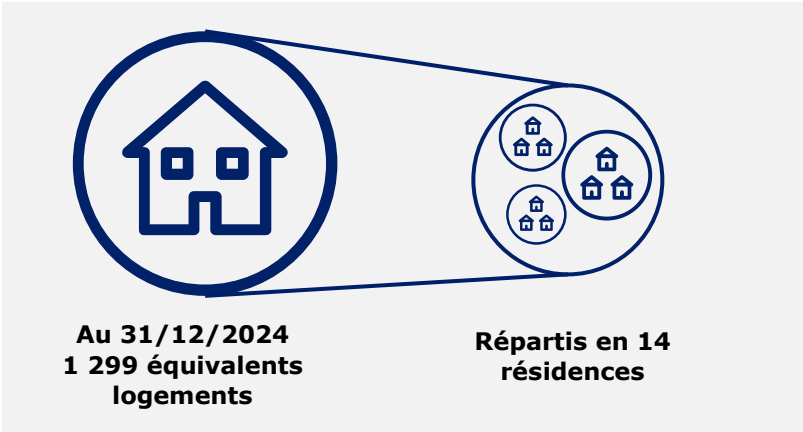 Au 31/12/2024
1 299 équivalents
logements
Répartis en 14
résidences